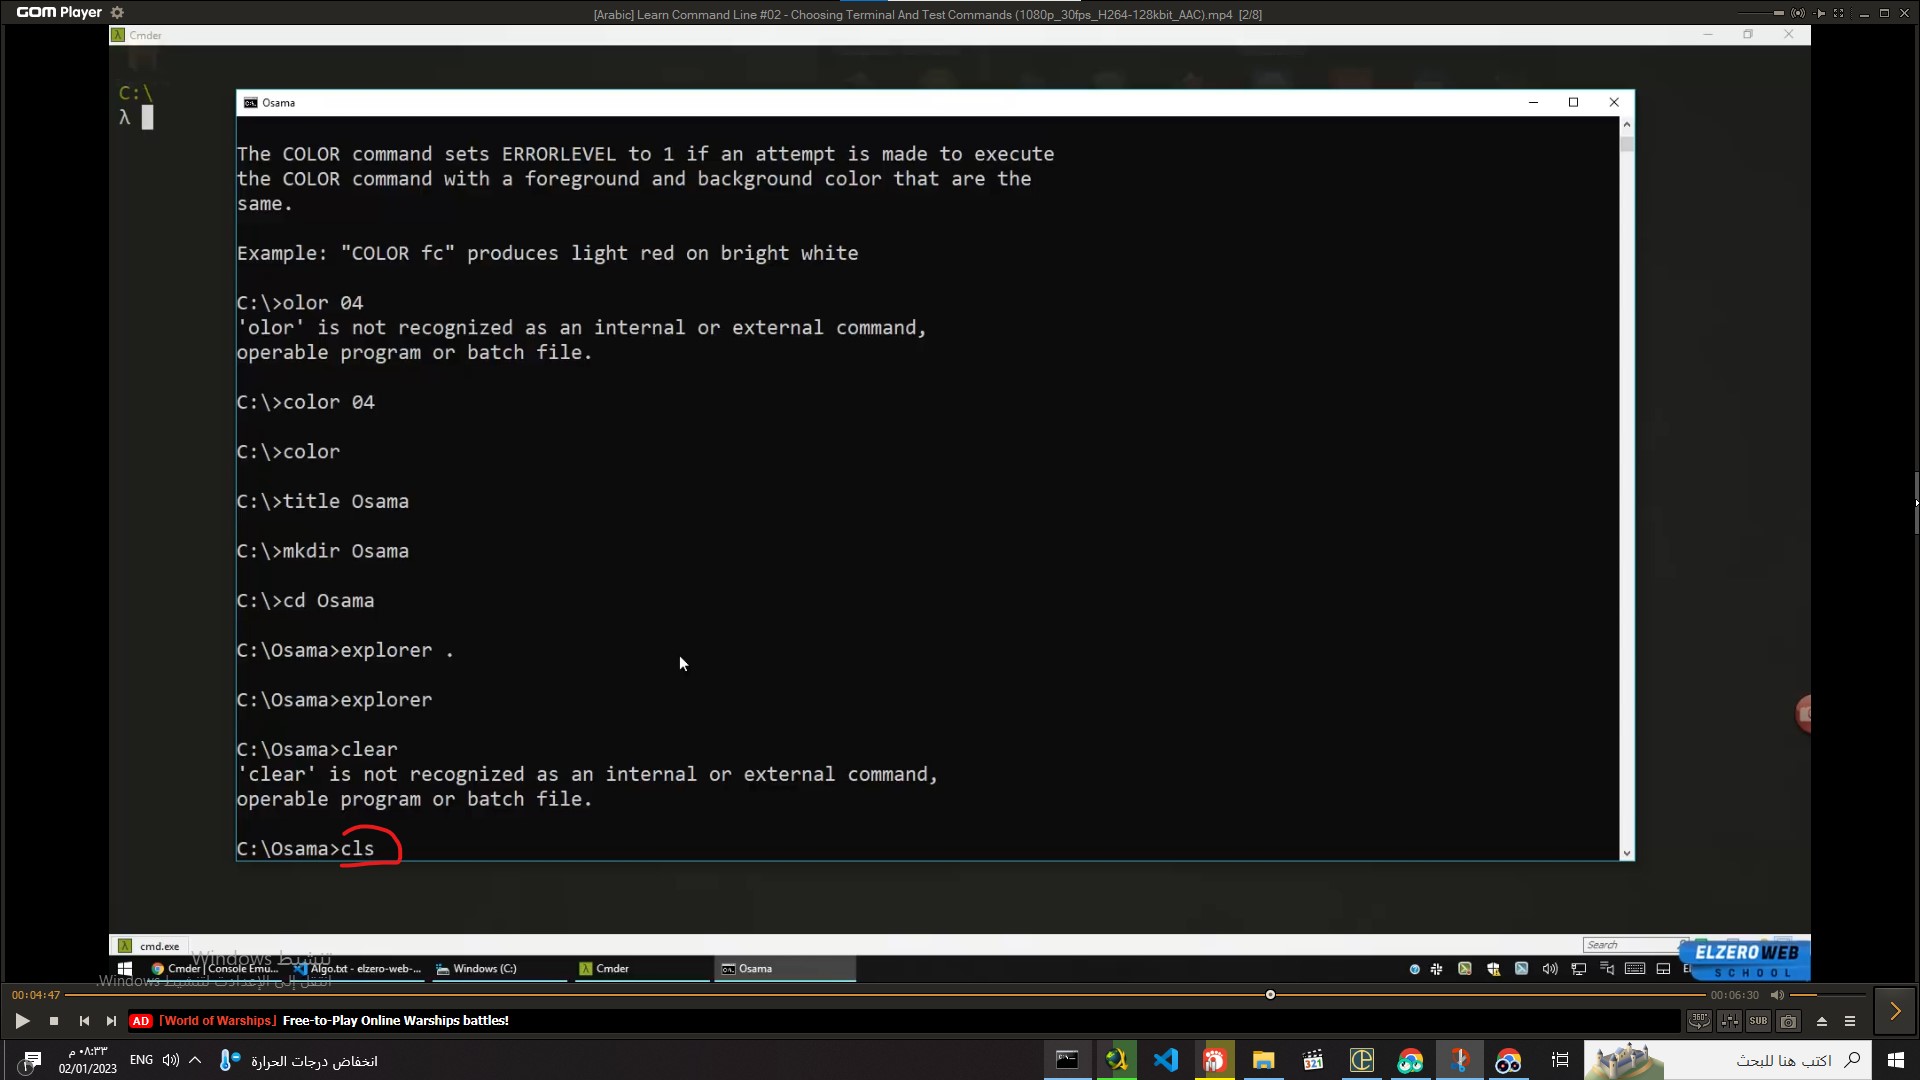 GOM Player
[Arabic] Learn Command Line #02 - Choosing Terminal And Test Commands (1080p_30fps_H264-128kbit_AAC).mp4 [2/8]
Cmder
C:\
λ
Osama
The COLOR command sets ERRORLEVEL to 1 if an attempt is made to execute
the COLOR command with a foreground and background color that are the
same.
Example: "COLOR fc" produces light red on bright white
C:\>olor 04
'olor' is not recognized as an internal or external command,
operable program or batch file.
C:\>color 04
C:\>color
C:\>title Osama
C:\>mkdir Osama
C:\>cd Osama
C:\Osama>explorer .
C:\Osama>explorer
C:\Osama>clear
'clear' is not recognized as an internal or external command,
operable program or batch file.
C:\Osama>cls
cmd.exe
Search
ELZERO WEB
SCHOOL
تنشيط Windows
انتقل إلى الإعدادات لتنشيط Windows.
Cmder | Console Emu...
Algo.txt - elzero-web-...
Windows (C:)
Cmder
Osama
00:04:47
00:06:30
AD [World of Warships] Free-to-Play Online Warships battles!
360°
SUB
٠٨:٣٣ م
02/01/2023
1
ENG
انخفاض درجات الحرارة
321
اكتب هنا للبحث